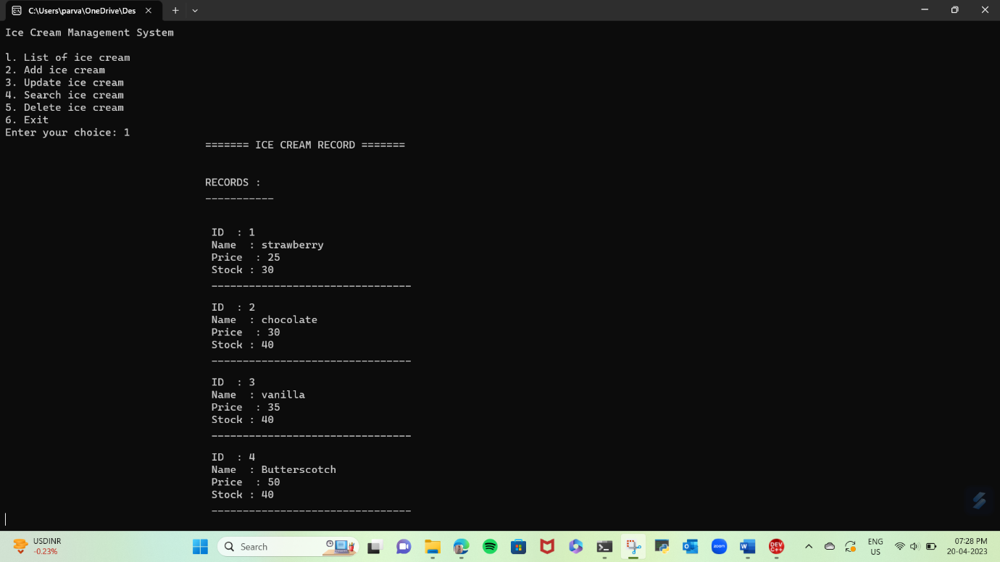 C:\Users\parva\OneDrive\Des
Ice Cream Management System
l. List of ice cream
2. Add ice cream
3. Update ice cream
4. Search ice cream
5. Delete ice cream
6. Exit
Enter your choice: 1
======= ICE CREAM RECORD =======
RECORDS :
-----------
ID  : 1
Name  : strawberry
Price  : 25
Stock : 30
--------------------------------
ID  : 2
Name  : chocolate
Price  : 30
Stock : 40
--------------------------------
ID  : 3
Name  : vanilla
Price  : 35
Stock : 40
--------------------------------
ID  : 4
Name  : Butterscotch
Price  : 50
Stock : 40
--------------------------------
USDINR
-0.23%
Search
zoom
DEV C++
ENG
US
07:28 PM
20-04-2023